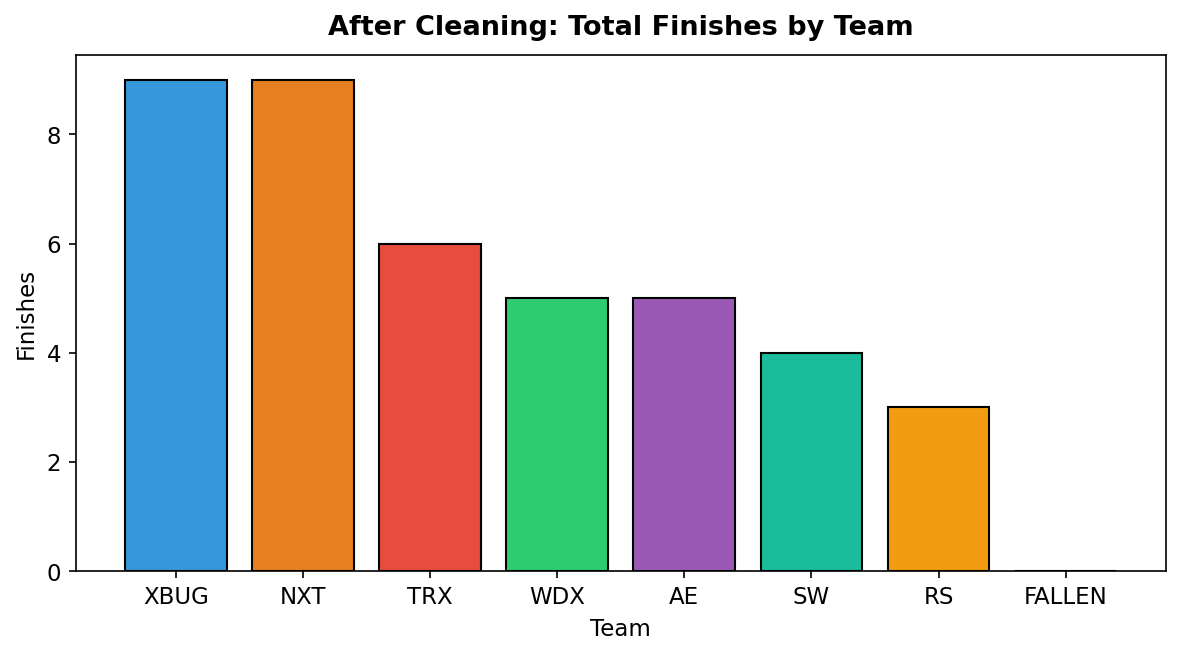 After Cleaning: Total Finishes by Team
Finishes
8
6
4
2
0
XBUG NXT TRX WDX AE SW RS FALLEN
Team